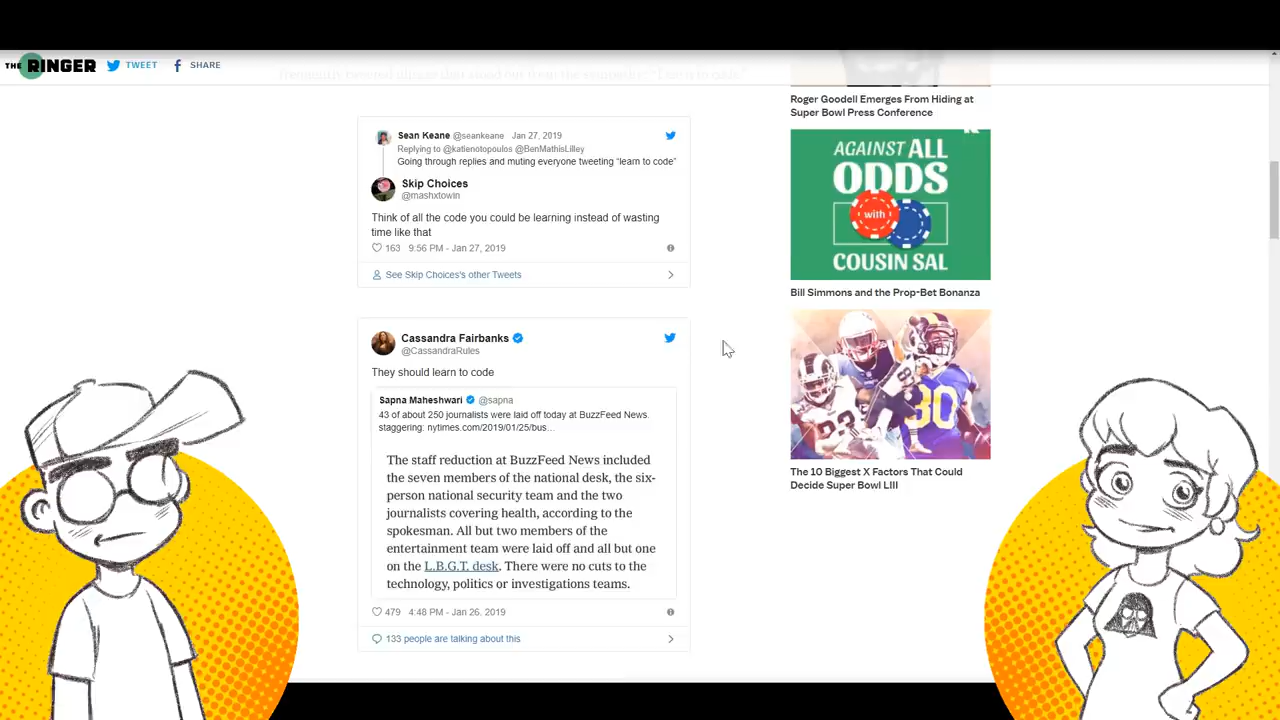 THE RINGER
TWEET
SHARE
Sean Keane @seankeane Jan 27, 2019
Replying to @katienotopoulos @BenMathisLilley
Going through replies and muting everyone tweeting “learn to code”
Skip Choices
@mashxtowin
Think of all the code you could be learning instead of wasting
time like that
163 9:56 PM - Jan 27, 2019
See Skip Choices's other Tweets
Cassandra Fairbanks
@CassandraRules
They should learn to code
Sapna Maheshwari @sapna
43 of about 250 journalists were laid off today at BuzzFeed News.
staggering: nytimes.com/2019/01/25/bus...
The staff reduction at BuzzFeed News included
the seven members of the national desk, the six-
person national security team and the two
journalists covering health, according to the
spokesman. All but two members of the
entertainment team were laid off and all but one
on the L.B.G.T. desk. There were no cuts to the
technology, politics or investigations teams.
479 4:48 PM - Jan 26, 2019
133 people are talking about this
Roger Goodell Emerges From Hiding at
Super Bowl Press Conference
AGAINST ALL
ODDS
with
COUSIN SAL
Bill Simmons and the Prop-Bet Bonanza
30
The 10 Biggest X Factors That Could
Decide Super Bowl LIII